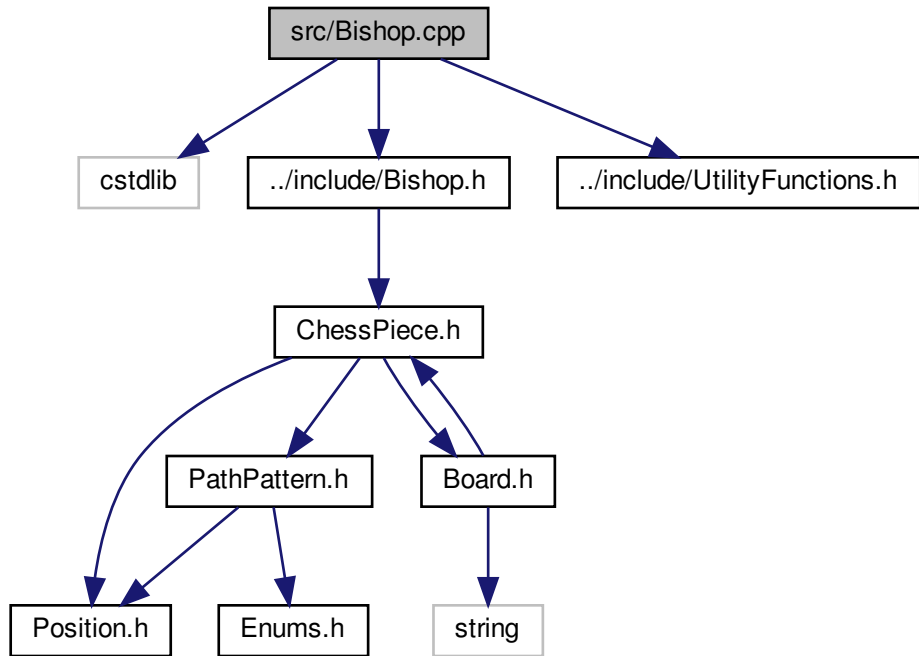 src/Bishop.cpp
cstdlib
../include/Bishop.h
../include/UtilityFunctions.h
ChessPiece.h
PathPattern.h
Board.h
Position.h
Enums.h
string